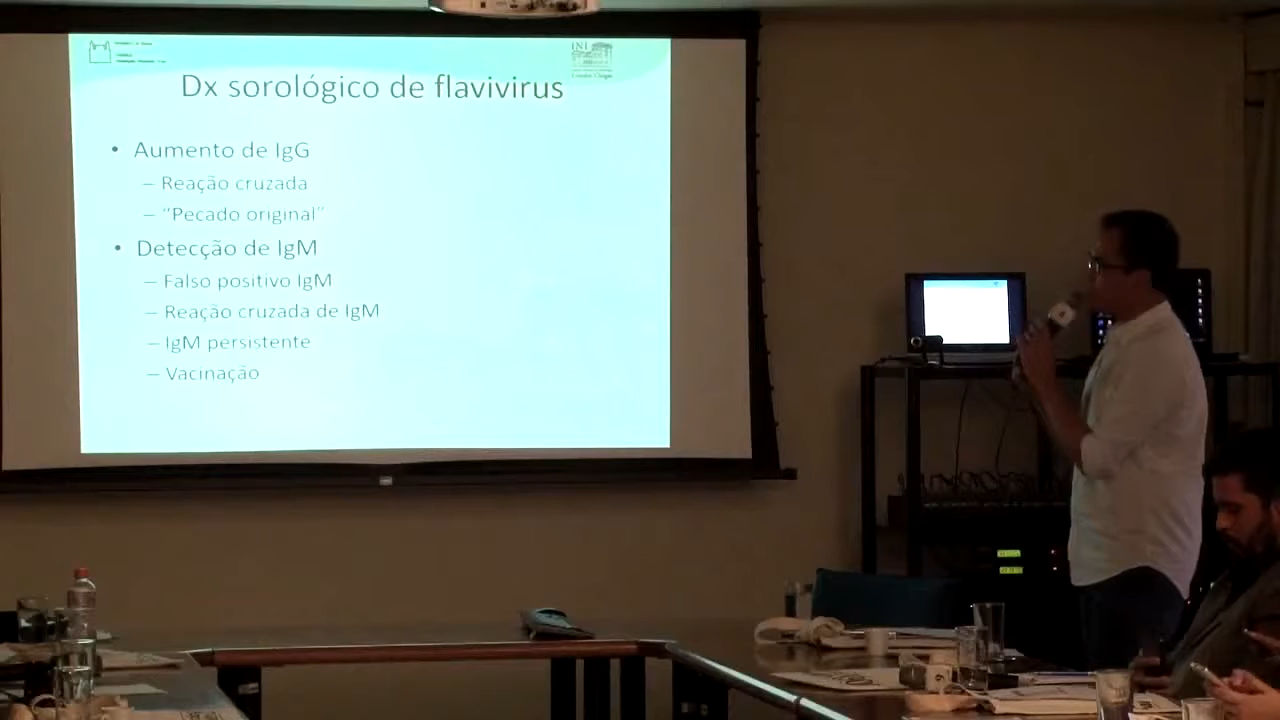 INI
Dx sorológico de flavivirus
• Aumento de IgG
– Reação cruzada
– “Pecado original”
• Detecção de IgM
– Falso positivo IgM
– Reação cruzada de IgM
– IgM persistente
– Vacinação